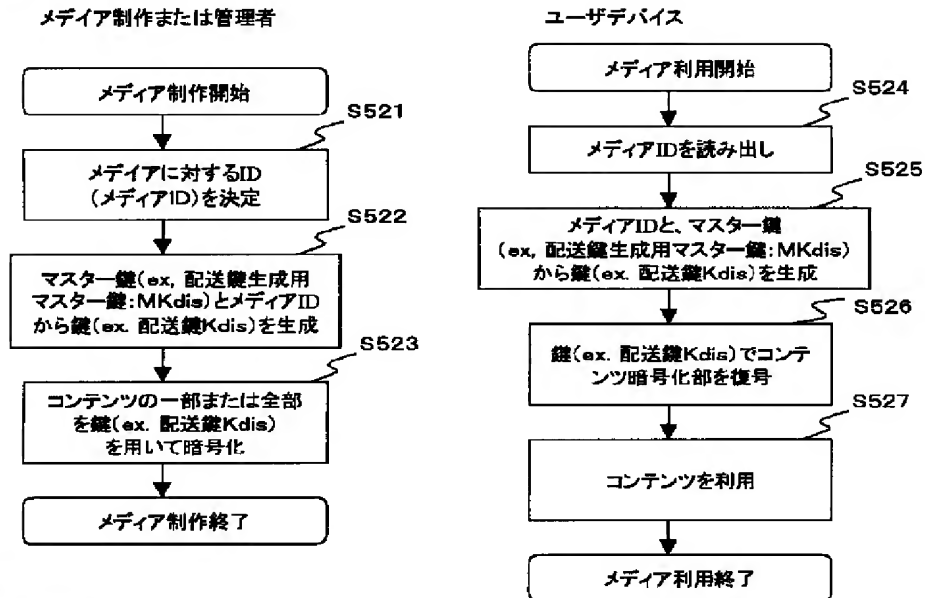 メデイア制作または管理者
メディア制作開始
S521
メデイアに対するID
(メディアID)を決定
S522
マスター鍵(ex, 配送鍵生成用
マスター鍵:MKdis)とメディアID
から鍵(ex. 配送鍵Kdis)を生成
S523
コンテンツの一部または全部
を鍵(ex. 配送鍵Kdis)
を用いて暗号化
メディア制作終了
ユーザデバイス
メディア利用開始
S524
メディアIDを読み出し
S525
メディアIDと、マスター鍵
(ex, 配送鍵生成用マスター鍵:MKdis)
から鍵(ex. 配送鍵Kdis)を生成
S526
鍵(ex. 配送鍵Kdis)でコンテ
ンツ暗号化部を復号
S527
コンテンツを利用
メディア利用終了